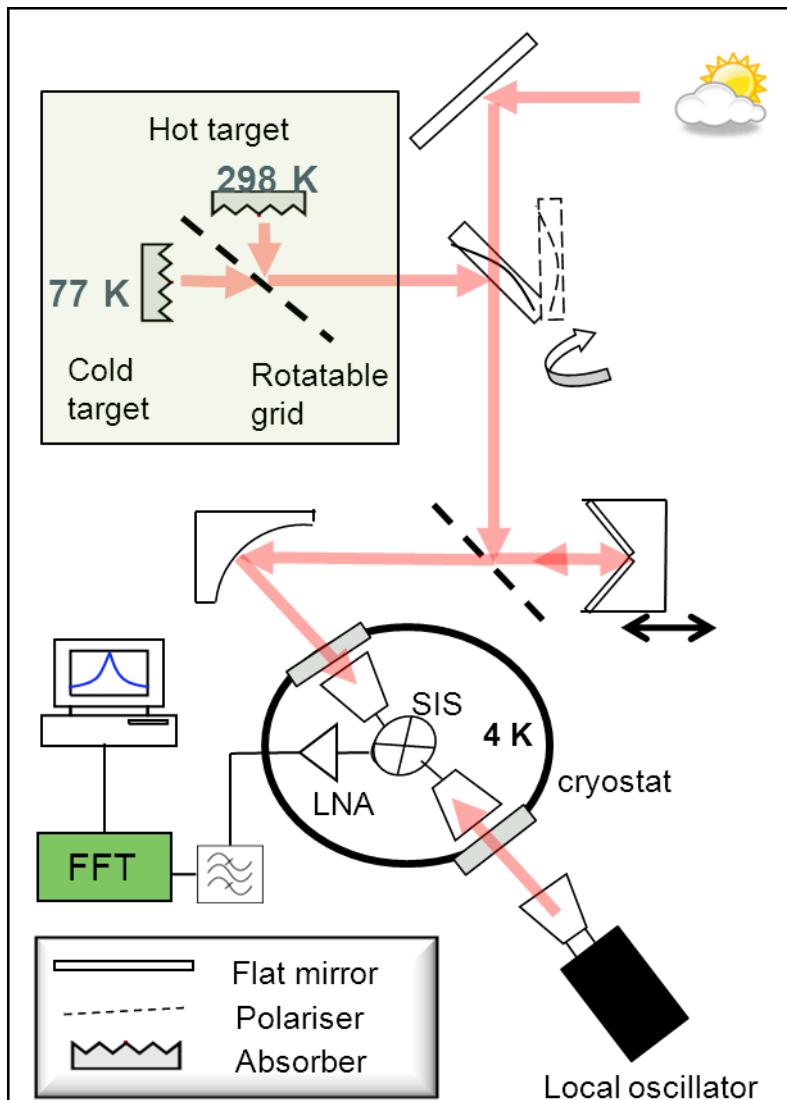 Hot target
298 K
77 K
Cold
target
Rotatable
grid
SIS
4 K
LNA
cryostat
FFT
Flat mirror
Polariser
Absorber
Local oscillator